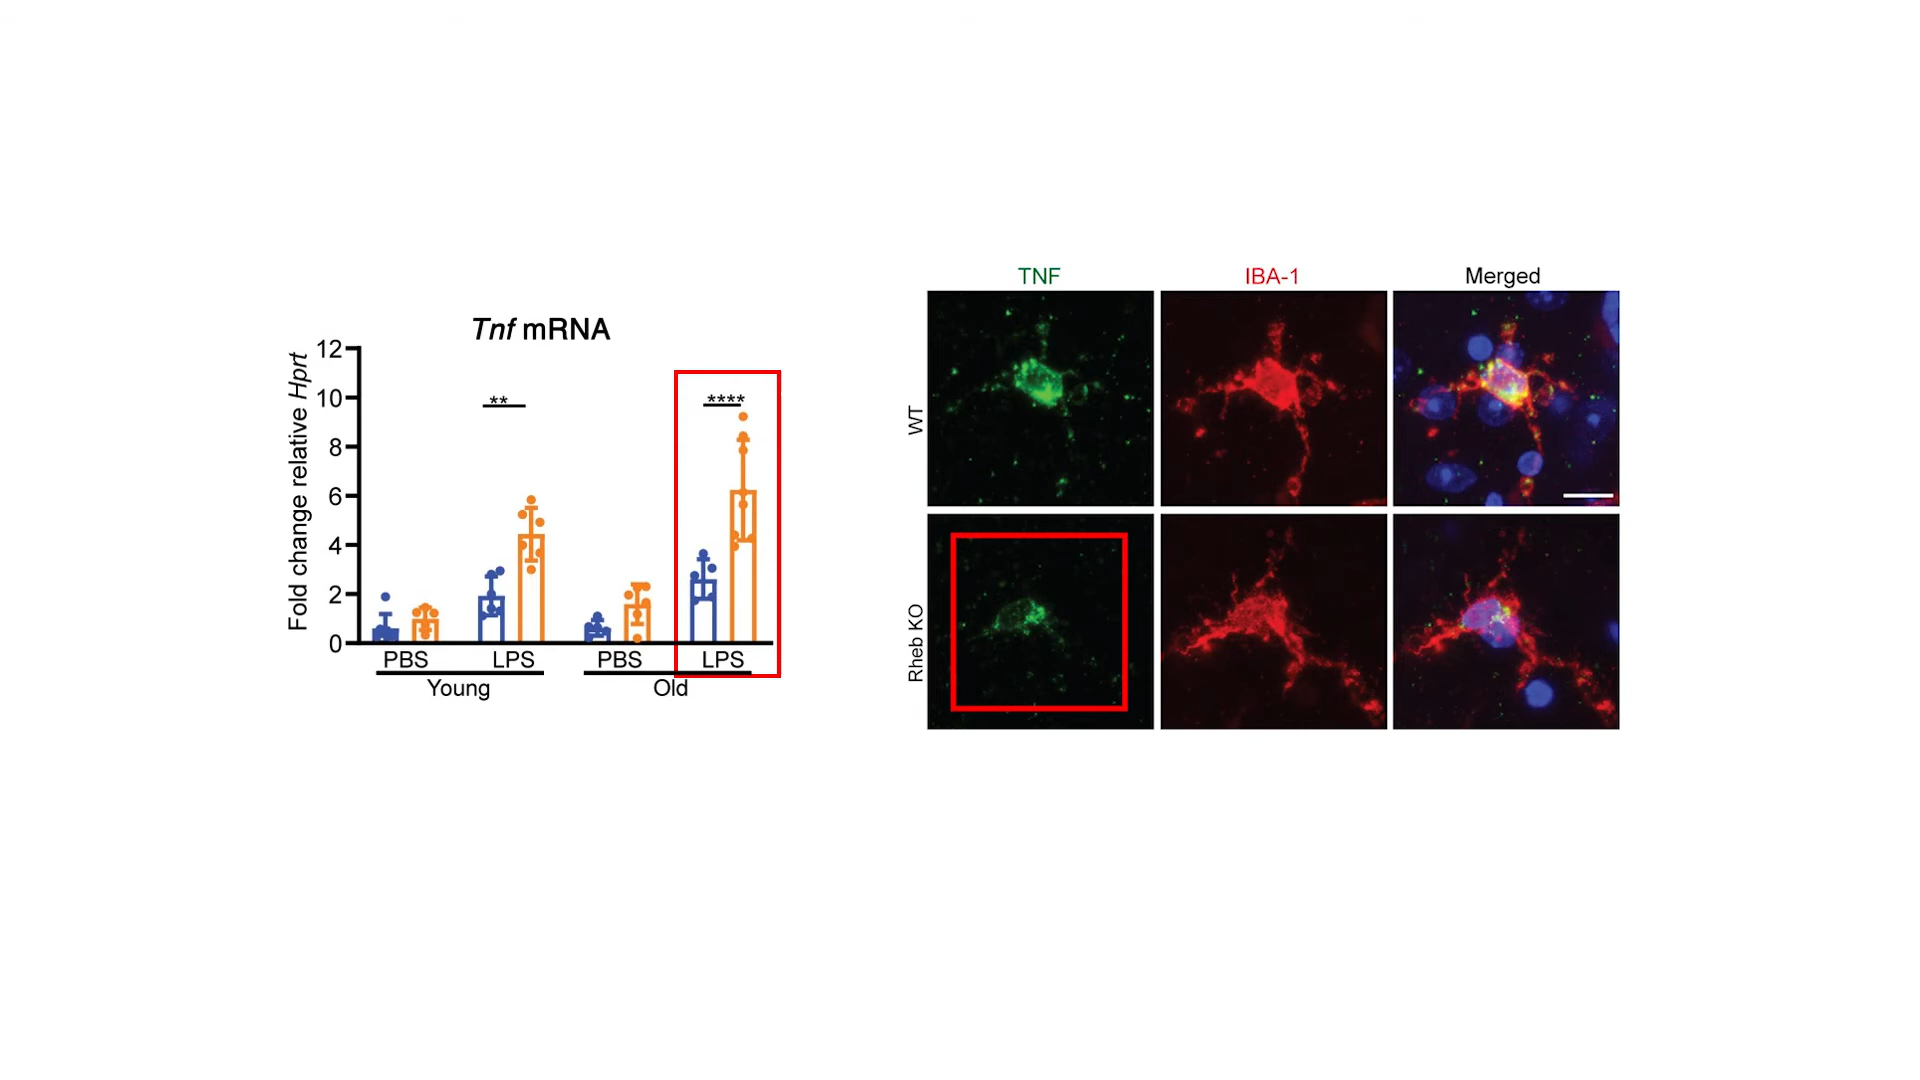 Tnf mRNA
Fold change relative Hprt
12
10
8
6
4
2
0
**
****
PBS LPS PBS LPS
Young Old
TNF IBA-1 Merged
WT
Rheb KO